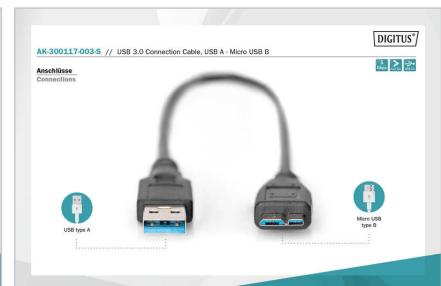 DIGITUS®
AK-300117-003-S // USB 3.0 Connection Cable, USB A - Micro USB B
Anschlüsse
Connections
USB type A
Micro USB
type B